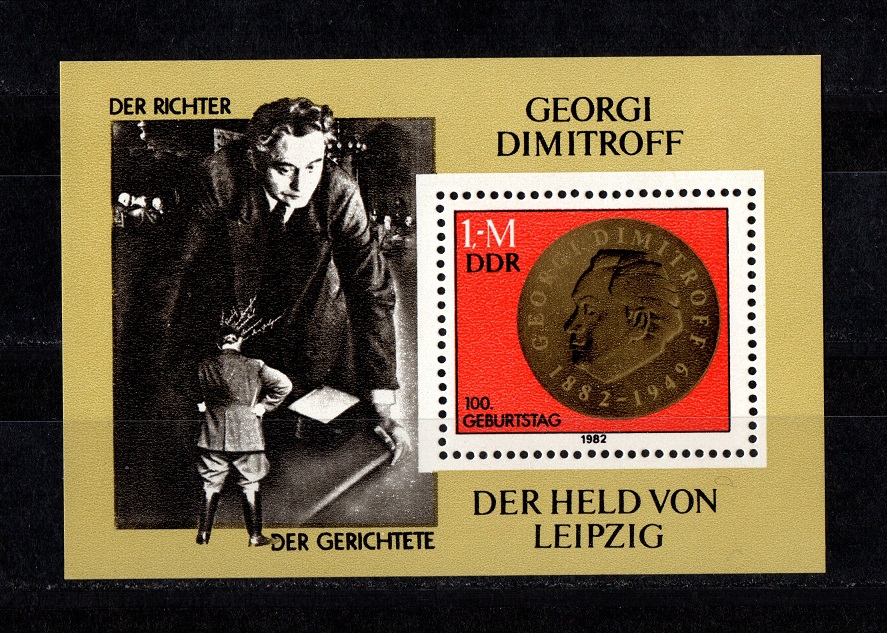 DER RICHTER
GEORGI
DIMITROFF
1,-M
DDR
GEORGI DIMITROFF
1882-1949
100.
GEBURTSTAG
1982
DER HELD VON
LEIPZIG
DER GERICHTETE